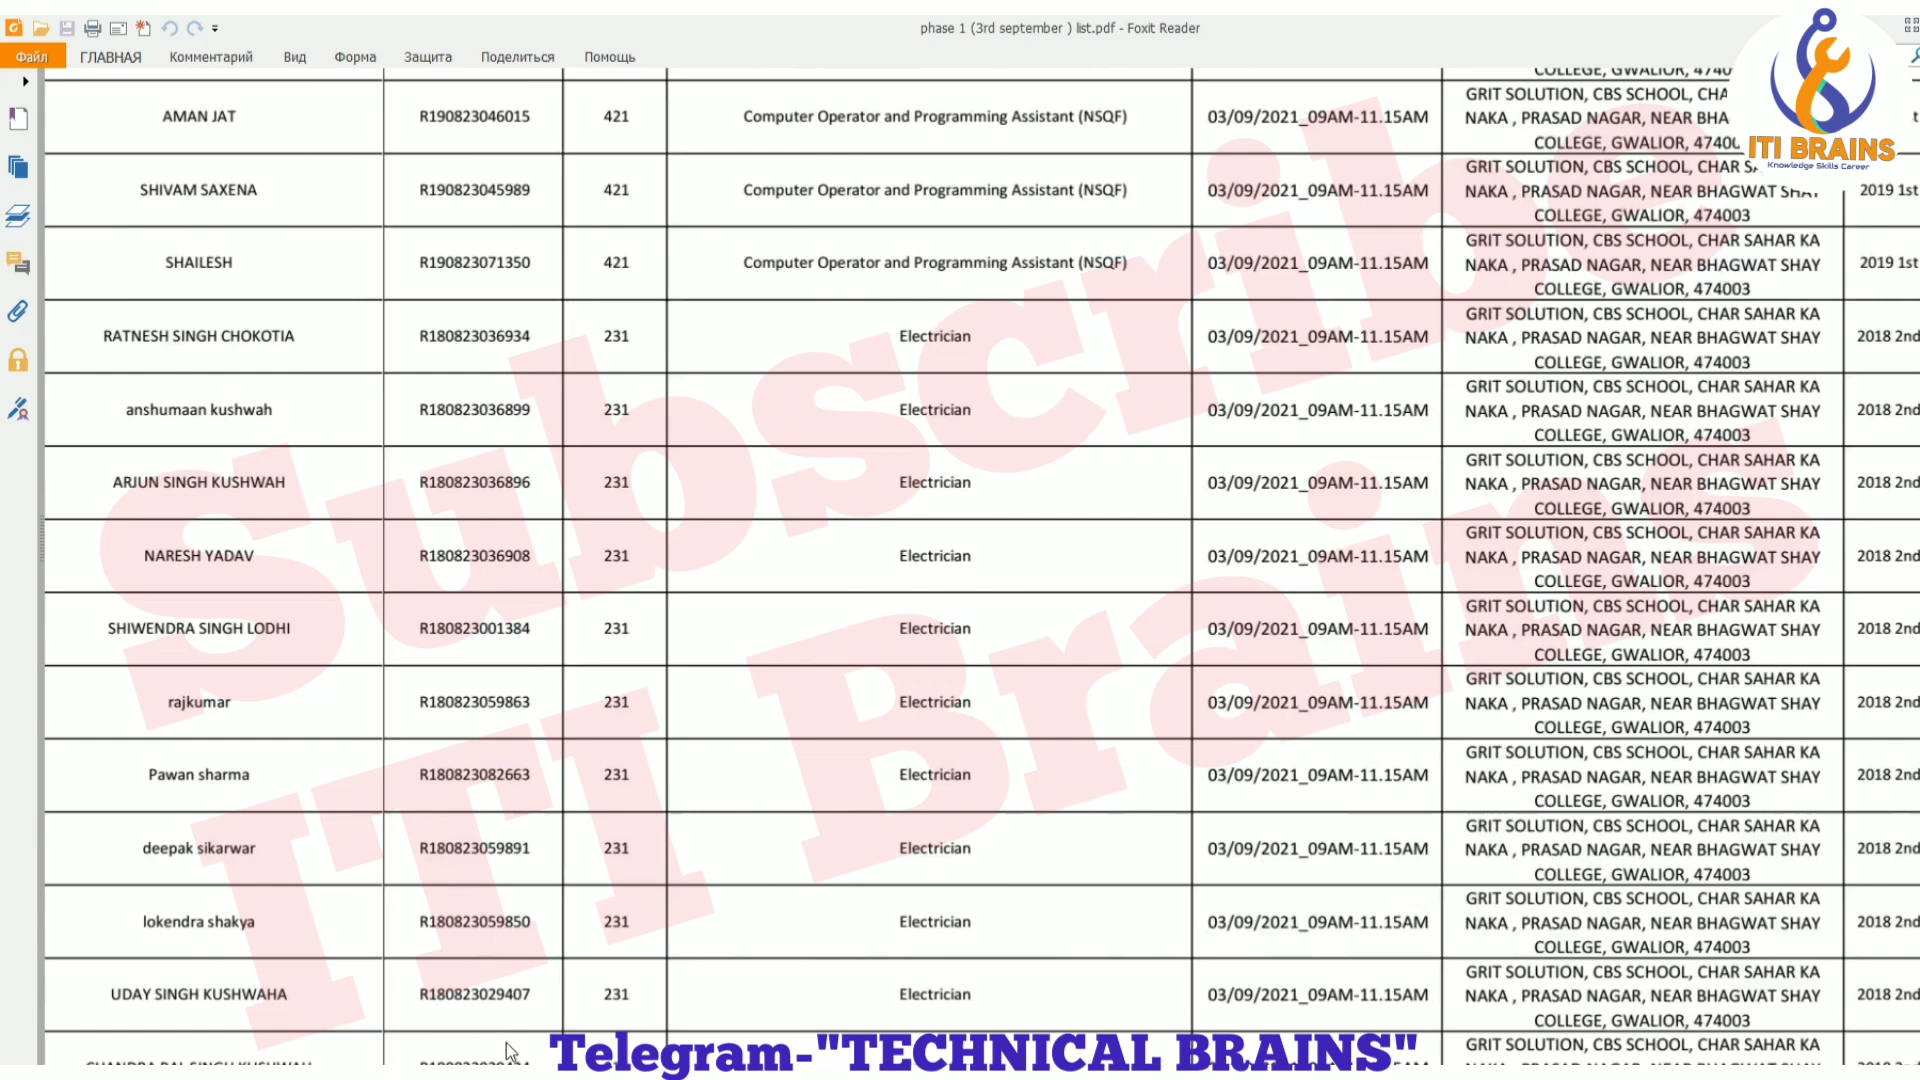 phase 1 (3rd september ) list.pdf - Foxit Reader
Файл ГЛАВНАЯ Комментарий Вид Форма Защита Поделиться Помощь
COLLEGE, GWALIOR, 4740
AMAN JAT R190823046015 421 Computer Operator and Programming Assistant (NSQF) 03/09/2021_09AM-11.15AM
GRIT SOLUTION, CBS SCHOOL, CHA
NAKA , PRASAD NAGAR, NEAR BHA
COLLEGE, GWALIOR, 4740
ITI BRAINS
Knowledge Skills Career
SHIVAM SAXENA R190823045989 421 Computer Operator and Programming Assistant (NSQF) 03/09/2021_09AM-11.15AM
GRIT SOLUTION, CBS SCHOOL, CHAR
NAKA , PRASAD NAGAR, NEAR BHAGWAT SHAY
COLLEGE, GWALIOR, 474003
2019 1st
SHAILESH R190823071350 421 Computer Operator and Programming Assistant (NSQF) 03/09/2021_09AM-11.15AM
GRIT SOLUTION, CBS SCHOOL, CHAR SAHAR KA
NAKA , PRASAD NAGAR, NEAR BHAGWAT SHAY
COLLEGE, GWALIOR, 474003
2019 1st
RATNESH SINGH CHOKOTIA R180823036934 231 Electrician 03/09/2021_09AM-11.15AM
GRIT SOLUTION, CBS SCHOOL, CHAR SAHAR KA
NAKA , PRASAD NAGAR, NEAR BHAGWAT SHAY
COLLEGE, GWALIOR, 474003
2018 2nd
anshumaan kushwah R180823036899 231 Electrician 03/09/2021_09AM-11.15AM
GRIT SOLUTION, CBS SCHOOL, CHAR SAHAR KA
NAKA , PRASAD NAGAR, NEAR BHAGWAT SHAY
COLLEGE, GWALIOR, 474003
2018 2nd
ARJUN SINGH KUSHWAH R180823036896 231 Electrician 03/09/2021_09AM-11.15AM
GRIT SOLUTION, CBS SCHOOL, CHAR SAHAR KA
NAKA , PRASAD NAGAR, NEAR BHAGWAT SHAY
COLLEGE, GWALIOR, 474003
2018 2nd
NARESH YADAV R180823036908 231 Electrician 03/09/2021_09AM-11.15AM
GRIT SOLUTION, CBS SCHOOL, CHAR SAHAR KA
NAKA , PRASAD NAGAR, NEAR BHAGWAT SHAY
COLLEGE, GWALIOR, 474003
2018 2nd
SHIWENDRA SINGH LODHI R180823001384 231 Electrician 03/09/2021_09AM-11.15AM
GRIT SOLUTION, CBS SCHOOL, CHAR SAHAR KA
NAKA , PRASAD NAGAR, NEAR BHAGWAT SHAY
COLLEGE, GWALIOR, 474003
2018 2nd
rajkumar R180823059863 231 Electrician 03/09/2021_09AM-11.15AM
GRIT SOLUTION, CBS SCHOOL, CHAR SAHAR KA
NAKA , PRASAD NAGAR, NEAR BHAGWAT SHAY
COLLEGE, GWALIOR, 474003
2018 2nd
Pawan sharma R180823082663 231 Electrician 03/09/2021_09AM-11.15AM
GRIT SOLUTION, CBS SCHOOL, CHAR SAHAR KA
NAKA , PRASAD NAGAR, NEAR BHAGWAT SHAY
COLLEGE, GWALIOR, 474003
2018 2nd
deepak sikarwar R180823059891 231 Electrician 03/09/2021_09AM-11.15AM
GRIT SOLUTION, CBS SCHOOL, CHAR SAHAR KA
NAKA , PRASAD NAGAR, NEAR BHAGWAT SHAY
COLLEGE, GWALIOR, 474003
2018 2nd
lokendra shakya R180823059850 231 Electrician 03/09/2021_09AM-11.15AM
GRIT SOLUTION, CBS SCHOOL, CHAR SAHAR KA
NAKA , PRASAD NAGAR, NEAR BHAGWAT SHAY
COLLEGE, GWALIOR, 474003
2018 2nd
UDAY SINGH KUSHWAHA R180823029407 231 Electrician 03/09/2021_09AM-11.15AM
GRIT SOLUTION, CBS SCHOOL, CHAR SAHAR KA
NAKA , PRASAD NAGAR, NEAR BHAGWAT SHAY
COLLEGE, GWALIOR, 474003
2018 2nd
GRIT SOLUTION, CBS SCHOOL, CHAR SAHAR KA
Subscribe
ITI Brains
Telegram-"TECHNICAL BRAINS"